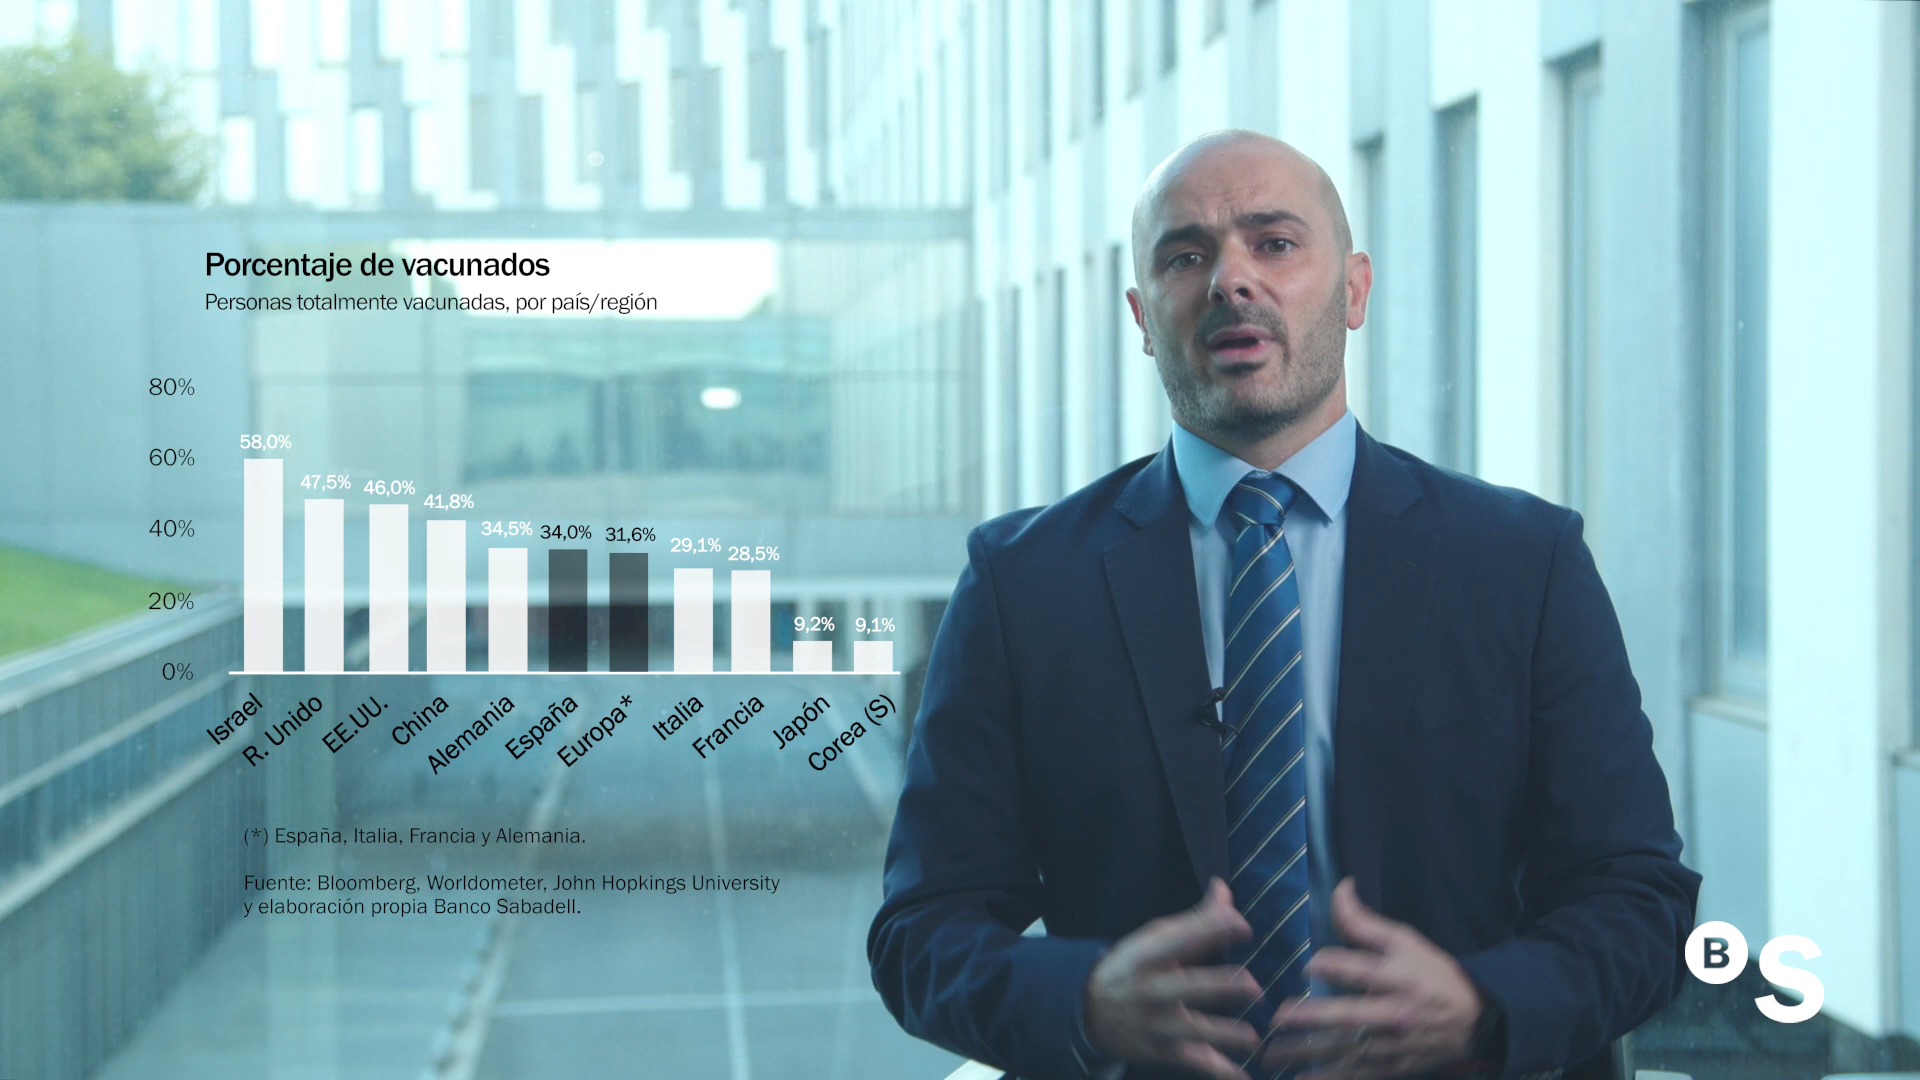 Porcentaje de vacunados
Personas totalmente vacunadas, por país/región
80%
60%
40%
20%
0%
58,0%
47,5%
46,0%
41,8%
34,5%
34,0%
31,6%
29,1%
28,5%
9,2%
9,1%
Israel
R. Unido
EE.UU.
China
Alemania
España
Europa*
Italia
Francia
Japón
Corea (S)
(*) España, Italia, Francia y Alemania.
Fuente: Bloomberg, Worldometer, John Hopkings University
y elaboración propia Banco Sabadell.
B S